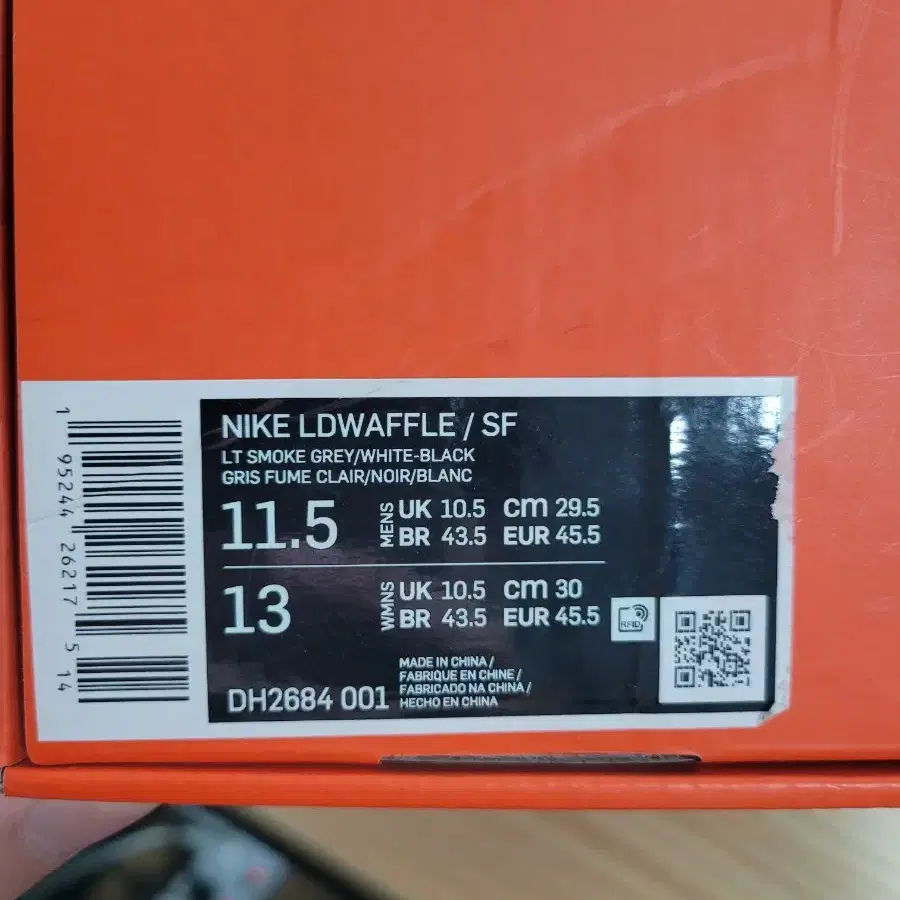 1 95244 26217 5 14
NIKE LDWAFFLE / SF
LT SMOKE GREY/WHITE-BLACK
GRIS FUME CLAIR/NOIR/BLANC
11.5
MENS
UK 10.5 cm 29.5
BR 43.5 EUR 45.5
13
WMNS
UK 10.5 cm 30
BR 43.5 EUR 45.5
RFID
DH2684 001
MADE IN CHINA /
FABRIQUE EN CHINE /
FABRICADO NA CHINA /
HECHO EN CHINA